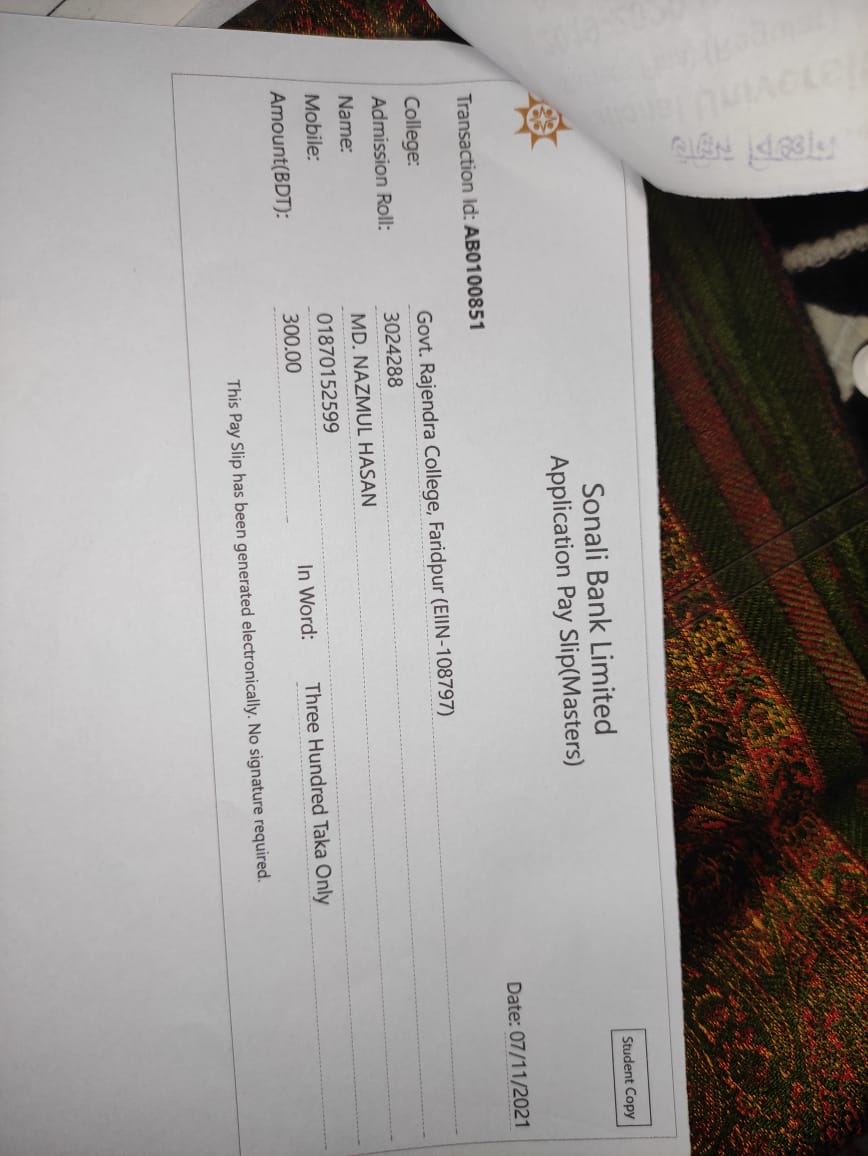 Student Copy
Sonali Bank Limited
Application Pay Slip(Masters)
Date: 07/11/2021
Transaction Id: AB0100851
College: Govt. Rajendra College, Faridpur (EIIN-108797)
Admission Roll: 3024288
Name: MD. NAZMUL HASAN
Mobile: 01870152599
Amount(BDT): 300.00 In Word: Three Hundred Taka Only
This Pay Slip has been generated electronically. No signature required.